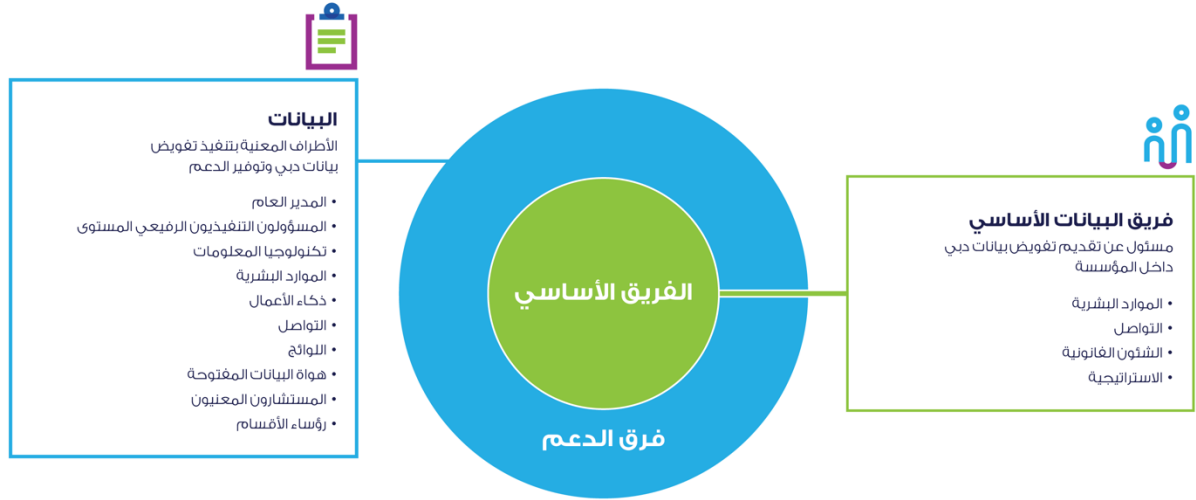 فريق البيانات الأساسي
مسئول عن تقديم تفويض بيانات دبي
داخل المؤسسة
• الموارد البشرية
• التواصل
• الشئون القانونية
• الاستراتيجية
الفريق الأساسي
فرق الدعم
البيانات
الأطراف المعنية بتنفيذ تفويض
بيانات دبي وتوفير الدعم
• المدير العام
• المسؤولون التنفيذيون الرفيعي المستوى
• تكنولوجيا المعلومات
• الموارد البشرية
• ذكاء الأعمال
• التواصل
• اللوائح
• هواة البيانات المفتوحة
• المستشارون المعنيون
• رؤساء الأقسام